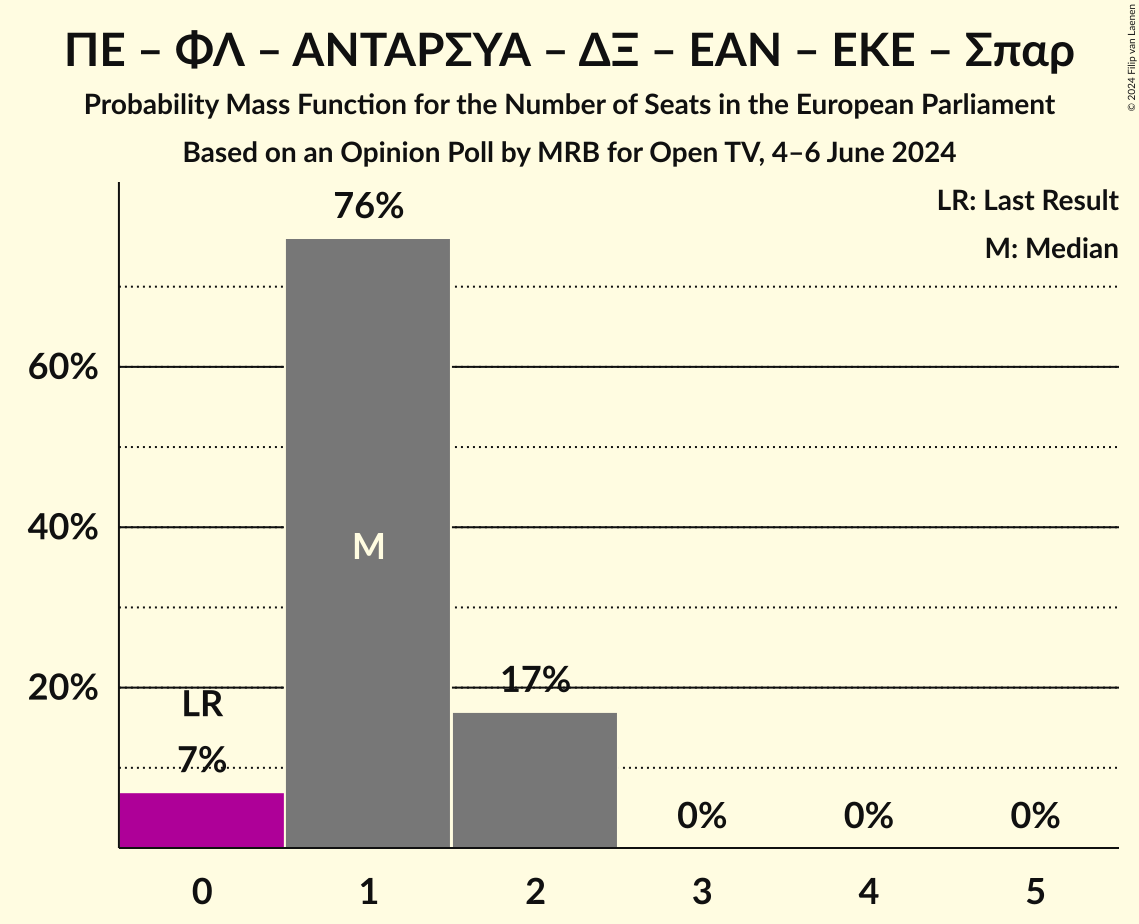 ΠΕ – ΦΛ – ΑΝΤΑΡΣΥΑ – ΔΞ – ΕΑΝ – ΕΚΕ – Σπαρ
Probability Mass Function for the Number of Seats in the European Parliament
Based on an Opinion Poll by MRB for Open TV, 4–6 June 2024
© 2024 Filip van Laenen
LR: Last Result
M: Median
76%
60%
40%
M
20%
17%
LR
7%
0%
0%
0%
0
1
2
3
4
5